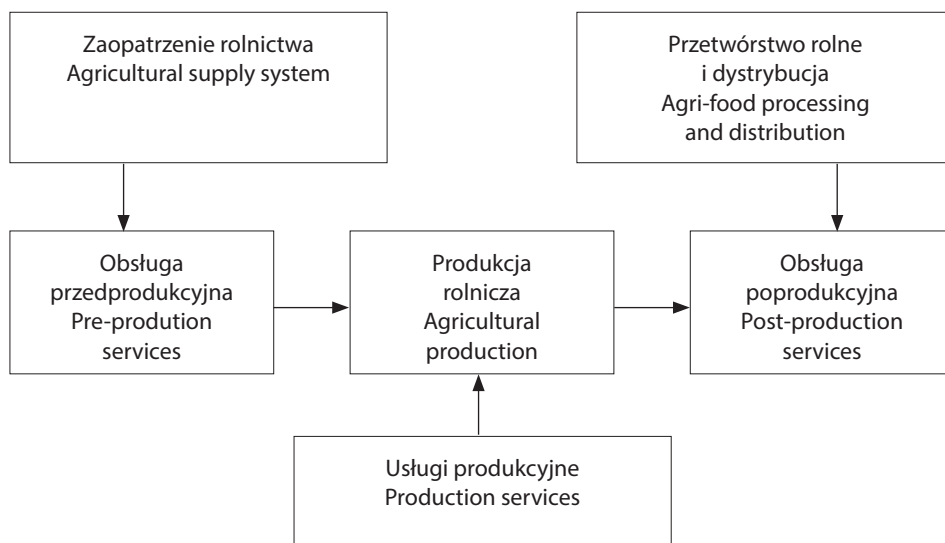 Zaopatrzenie rolnictwa
Agricultural supply system
Przetwórstwo rolne
i dystrybucja
Agri-food processing
and distribution
Obsługa
przedprodukcyjna
Pre-prodution
services
Produkcja
rolnicza
Agricultural
production
Obsługa
poprodukcyjna
Post-production
services
Usługi produkcyjne
Production services